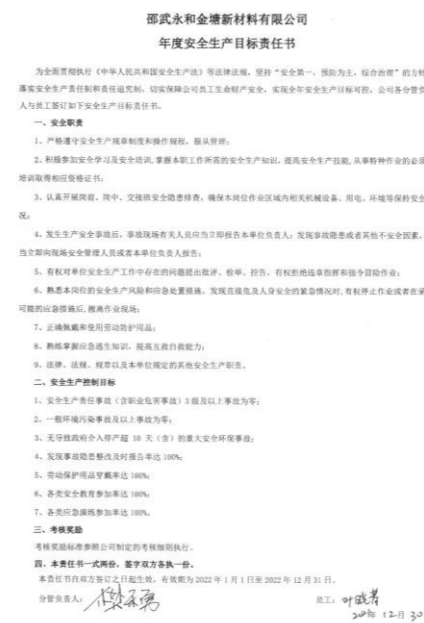 邵武永和金塘新材料有限公司
年度安全生产目标责任书
为全面贯彻执行《中华人民共和国安全生产法》等法律法规，坚持“安全第一、预防为主，综合治理”的方针
落实安全生产责任制和责任追究制，切实保障公司员工生命财产安全，实现全年安全生产目标可控，公司各分管负
人与员工签订如下安全生产目标责任书。
一、安全职责
1、严格遵守安全生产规章制度和操作规程，服从管理；
2、积极参加安全学习及安全培训，掌握本职工作所需的安全生产知识，提高安全生产技能，从事特种作业的必须
培训取得相应资格证书；
3、认真开展岗前、岗中、交接班安全隐患排查，确保本岗位作业区域内相关机械设备、用电、环境等保持安全
况；
4、发生生产安全事故后，事故现场有关人员应当立即报告本单位负责人；发现事故隐患或者其他不安全因素，
当立即向现场安全管理人员或者本单位负责人报告；
5、有权对单位安全生产工作中存在的问题提出批评、检举、控告，有权拒绝违章指挥和强令冒险作业；
6、熟悉本岗位的安全生产风险和应急处置措施，发现直接危及人身安全的紧急情况时，有权停止作业或者在采
可能的应急措施后，撤离作业现场；
7、正确佩戴和使用劳动防护用品；
8、熟练掌握应急逃生知识，提高互救自救能力；
9、法律、法规、规章以及本单位规定的其他安全生产职责。
二、安全生产控制目标
1、安全生产责任事故（含职业危害事故）3级及以上事故为零；
2、一般环境污染事故及以上事故为零；
3、无导致政府介入停产超 10 天（含）的重大安全环保事故；
4、发现事故隐患整改及时报告率达 100%；
5、劳动保护用品穿戴率达 100%；
6、各类安全教育参加率达 100%；
7、各类应急演练参加率达 100%。
三、考核奖励
考核奖励标准参照公司制定的考核细则执行。
四、本责任书一式两份，签字双方各执一份。
本责任书自双方签订之日起生效，有效期为 2022 年 1 月 1 日至 2022 年 12 月 31 日。
分管负责人：
员工：
年 12 月 30